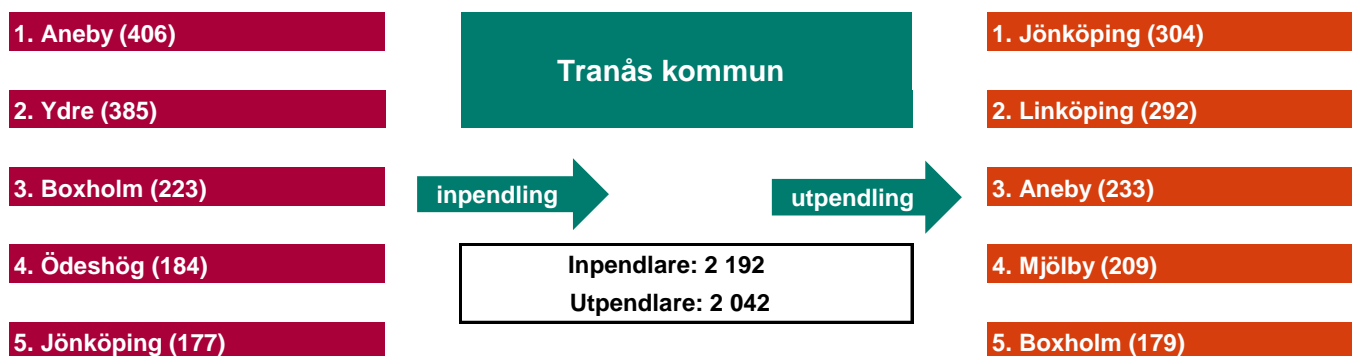 1. Aneby (406)
2. Ydre (385)
3. Boxholm (223)
4. Ödeshög (184)
5. Jönköping (177)
Tranås kommun
inpendling
utpendling
Inpendlare: 2 192
Utpendlare: 2 042
1. Jönköping (304)
2. Linköping (292)
3. Aneby (233)
4. Mjölby (209)
5. Boxholm (179)